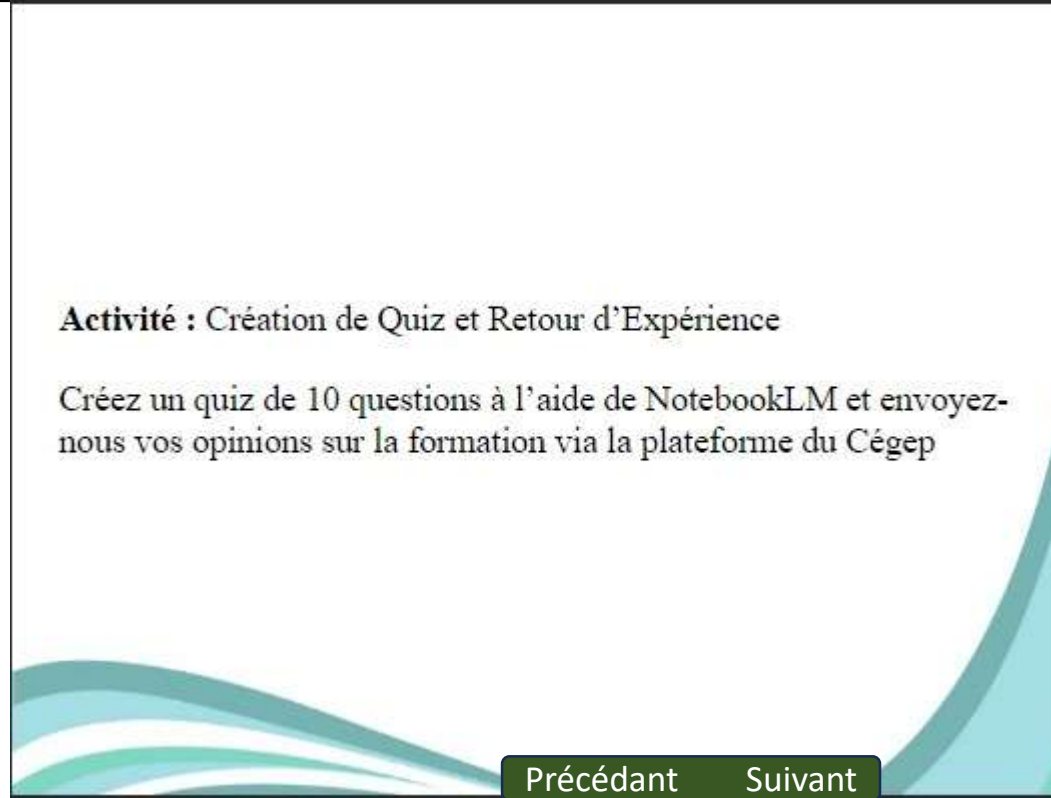 Activité : Création de Quiz et Retour d’Expérience
Créez un quiz de 10 questions à l’aide de NotebookLM et envoyez-
nous vos opinions sur la formation via la plateforme du Cégep
Précédant Suivant